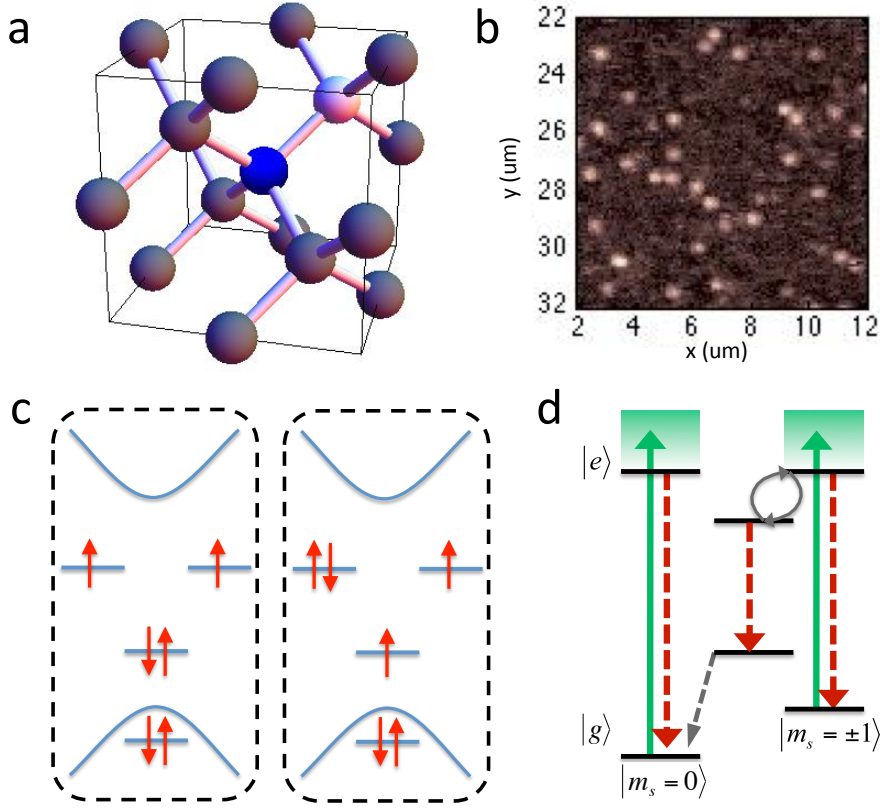 a
b
22
24
26
28
30
32
y (um)
2
4
6
8
10
12
x (um)
c
d
|e⟩
|g⟩
|m_s = 0⟩
|m_s = ±1⟩